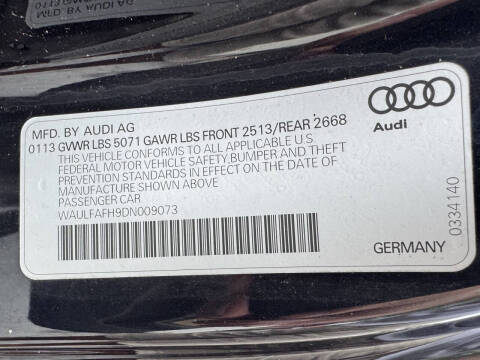 MFD. BY AUDI AG
0113 GVWR LBS 5071 GAWR LBS FRONT 2513/REAR 2668
THIS VEHICLE CONFORMS TO ALL APPLICABLE U.S
FEDERAL MOTOR VEHICLE SAFETY,BUMPER AND THEFT
PREVENTION STANDARDS IN EFFECT ON THE DATE OF
MANUFACTURE SHOWN ABOVE
PASSENGER CAR
WAULFAFH9DN009073
Audi
GERMANY
0334140